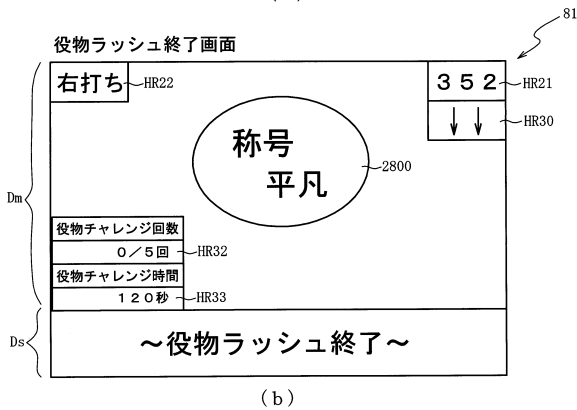 81
役物ラッシュ終了画面
右打ち
HR22
３５２
HR21
↓ ↓
HR30
称号
平凡
2800
Dm
役物チャレンジ回数
０／５回
HR32
役物チャレンジ時間
１２０秒
HR33
Ds
～役物ラッシュ終了～
(b)